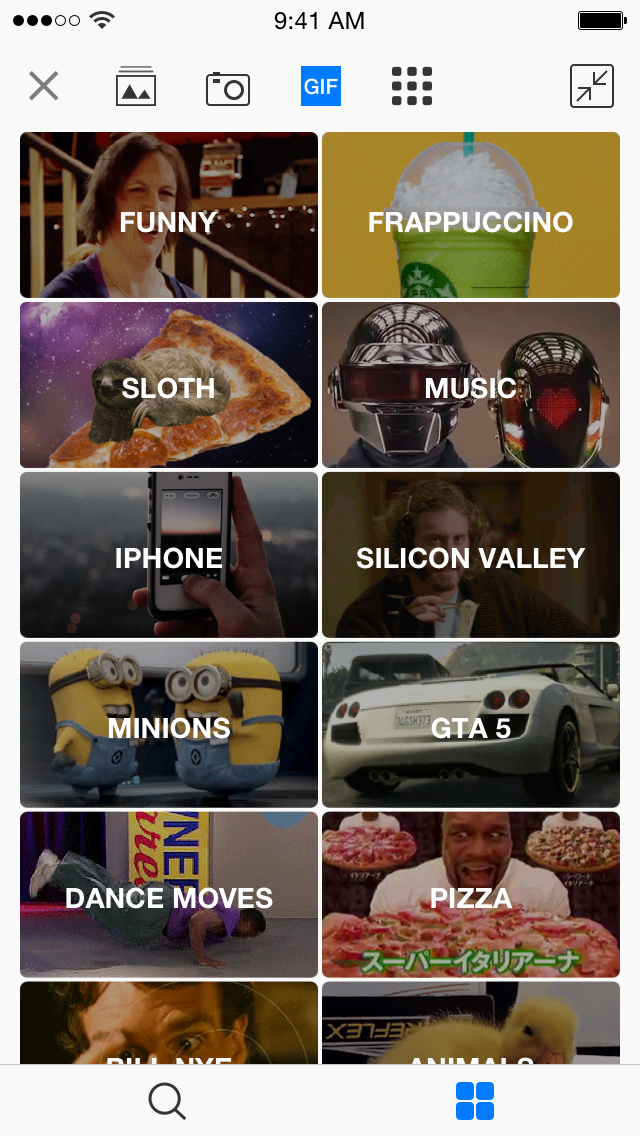 9:41 AM
GIF
FUNNY
FRAPPUCCINO
SLOTH
MUSIC
IPHONE
SILICON VALLEY
MINIONS
GTA 5
DANCE MOVES
PIZZA
スーパーイタリアーナ
BILL NYE
ANIMALS